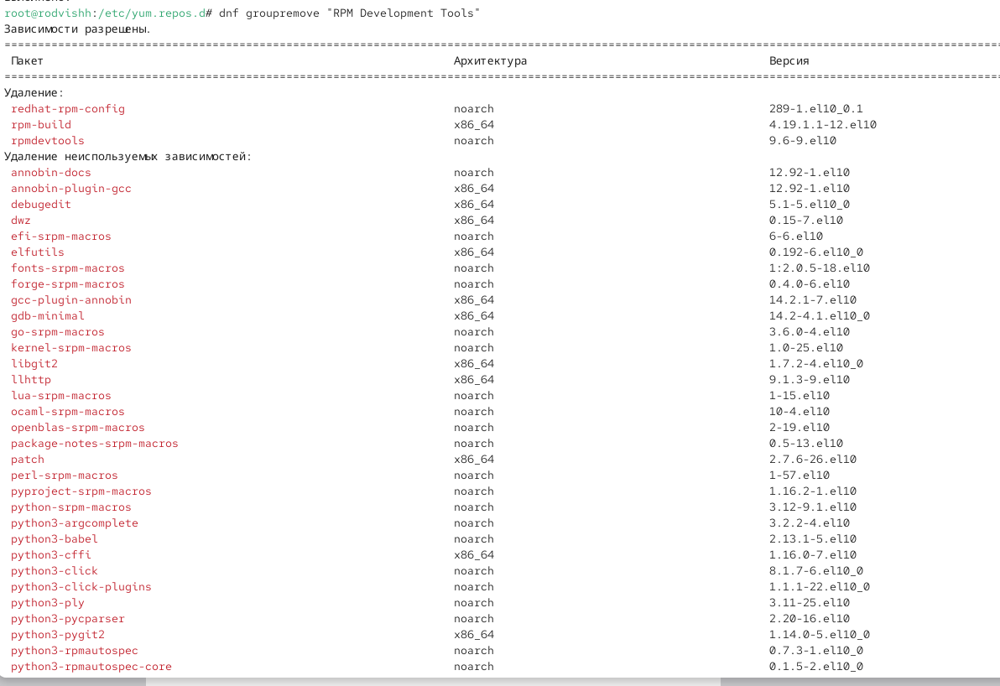 root@rodvishh:/etc/yum.repos.d# dnf groupremove "RPM Development Tools"
Зависимости разрешены.
Пакет Архитектура Версия
Удаление:
redhat-rpm-config noarch 289-1.el10_0.1
rpm-build x86_64 4.19.1.1-12.el10
rpmdevtools noarch 9.6-9.el10
Удаление неиспользуемых зависимостей:
annobin-docs noarch 12.92-1.el10
annobin-plugin-gcc x86_64 12.92-1.el10
debugedit x86_64 5.1-5.el10_0
dwz x86_64 0.15-7.el10
efi-srpm-macros noarch 6-6.el10
elfutils x86_64 0.192-6.el10_0
fonts-srpm-macros noarch 1:2.0.5-18.el10
forge-srpm-macros noarch 0.4.0-6.el10
gcc-plugin-annobin x86_64 14.2.1-7.el10
gdb-minimal x86_64 14.2-4.1.el10_0
go-srpm-macros noarch 3.6.0-4.el10
kernel-srpm-macros noarch 1.0-25.el10
libgit2 x86_64 1.7.2-4.el10_0
llhttp x86_64 9.1.3-9.el10
lua-srpm-macros noarch 1-15.el10
ocaml-srpm-macros noarch 10-4.el10
openblas-srpm-macros noarch 2-19.el10
package-notes-srpm-macros noarch 0.5-13.el10
patch x86_64 2.7.6-26.el10
perl-srpm-macros noarch 1-57.el10
pyproject-srpm-macros noarch 1.16.2-1.el10
python-srpm-macros noarch 3.12-9.1.el10
python3-argcomplete noarch 3.2.2-4.el10
python3-babel noarch 2.13.1-5.el10
python3-cffi x86_64 1.16.0-7.el10
python3-click noarch 8.1.7-6.el10_0
python3-click-plugins noarch 1.1.1-22.el10_0
python3-ply noarch 3.11-25.el10
python3-pycparser noarch 2.20-16.el10
python3-pygit2 x86_64 1.14.0-5.el10_0
python3-rpmautospec noarch 0.7.3-1.el10_0
python3-rpmautospec-core noarch 0.1.5-2.el10_0